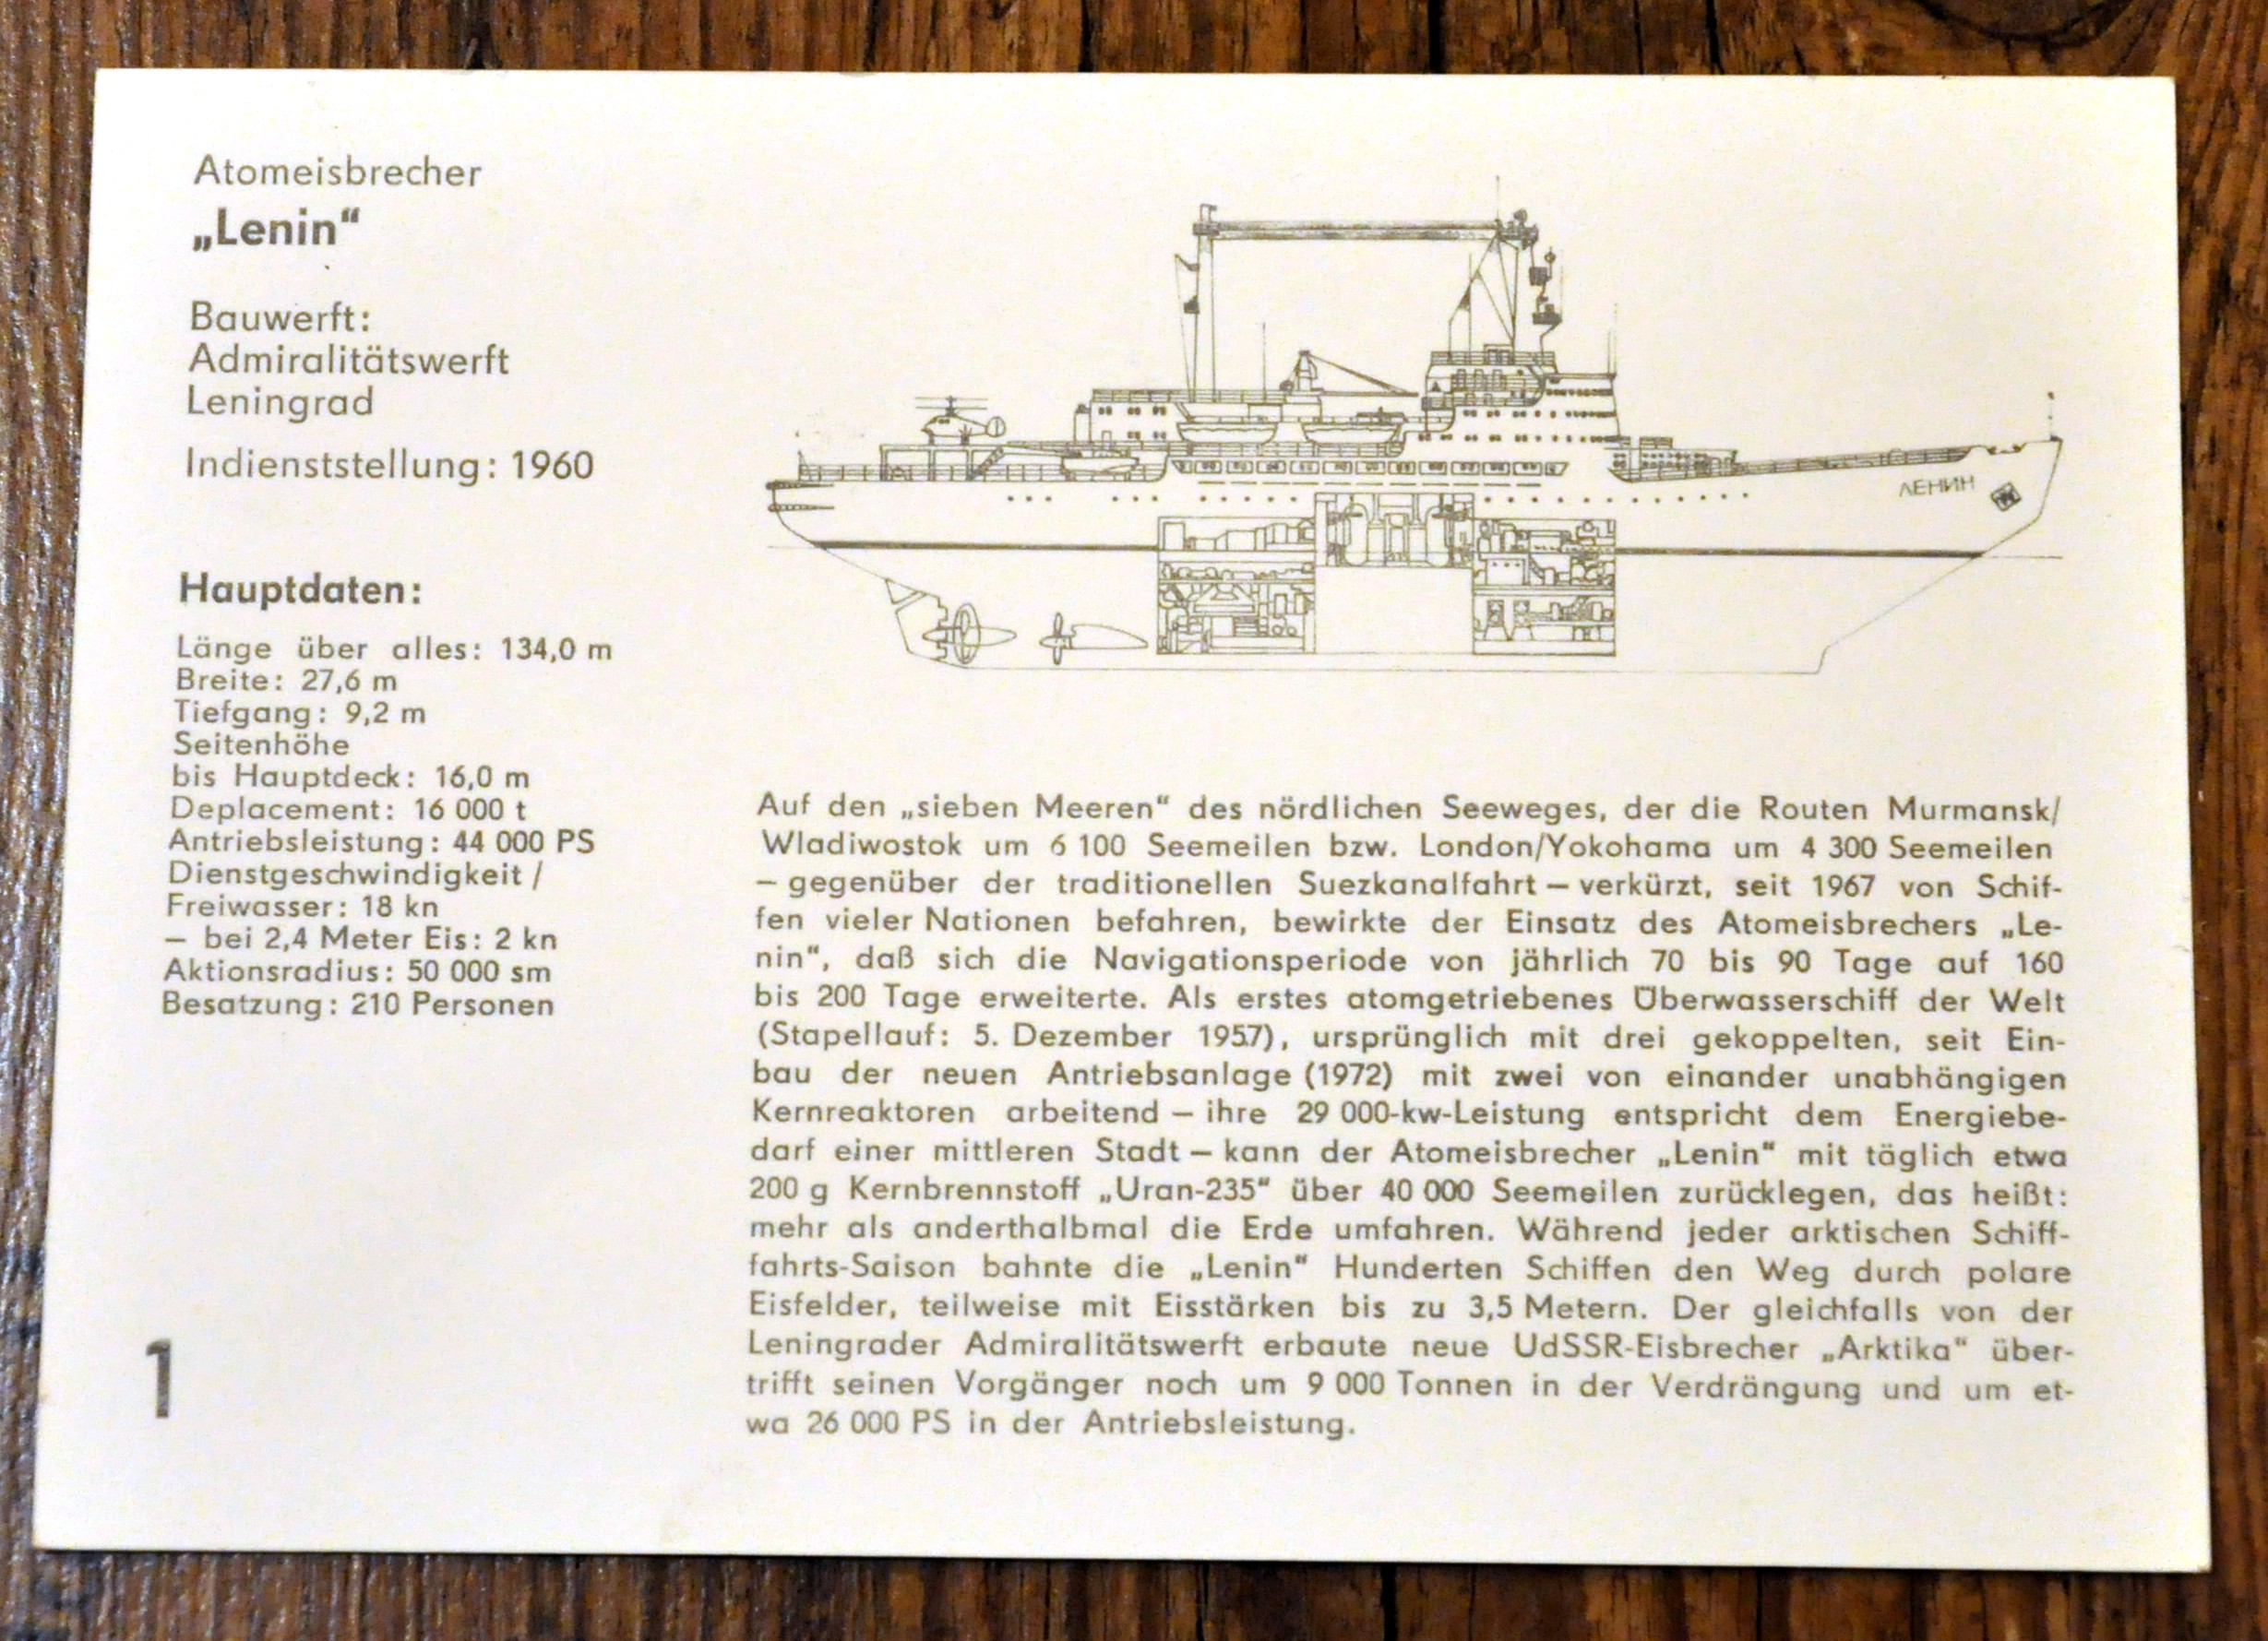 Atomeisbrecher
„Lenin“
Bauwerft:
Admiralitätswerft
Leningrad
Indienststellung: 1960
Hauptdaten:
Länge über alles: 134,0 m
Breite: 27,6 m
Tiefgang: 9,2 m
Seitenhöhe
bis Hauptdeck: 16,0 m
Deplacement: 16 000 t
Antriebsleistung: 44 000 PS
Dienstgeschwindigkeit /
Freiwasser: 18 kn
– bei 2,4 Meter Eis: 2 kn
Aktionsradius: 50 000 sm
Besatzung: 210 Personen
1
ЛЕНИН
Auf den „sieben Meeren“ des nördlichen Seeweges, der die Routen Murmansk/
Wladiwostok um 6 100 Seemeilen bzw. London/Yokohama um 4 300 Seemeilen
– gegenüber der traditionellen Suezkanalfahrt – verkürzt, seit 1967 von Schif-
fen vieler Nationen befahren, bewirkte der Einsatz des Atomeisbrechers „Le-
nin“, daß sich die Navigationsperiode von jährlich 70 bis 90 Tage auf 160
bis 200 Tage erweiterte. Als erstes atomgetriebenes Überwasserschiff der Welt
(Stapellauf: 5. Dezember 1957), ursprünglich mit drei gekoppelten, seit Ein-
bau der neuen Antriebsanlage (1972) mit zwei von einander unabhängigen
Kernreaktoren arbeitend – ihre 29 000-kw-Leistung entspricht dem Energiebe-
darf einer mittleren Stadt – kann der Atomeisbrecher „Lenin“ mit täglich etwa
200 g Kernbrennstoff „Uran-235“ über 40 000 Seemeilen zurücklegen, das heißt:
mehr als anderthalbmal die Erde umfahren. Während jeder arktischen Schiff-
fahrts-Saison bahnte die „Lenin“ Hunderten Schiffen den Weg durch polare
Eisfelder, teilweise mit Eisstärken bis zu 3,5 Metern. Der gleichfalls von der
Leningrader Admiralitätswerft erbaute neue UdSSR-Eisbrecher „Arktika“ über-
trifft seinen Vorgänger noch um 9 000 Tonnen in der Verdrängung und um et-
wa 26 000 PS in der Antriebsleistung.